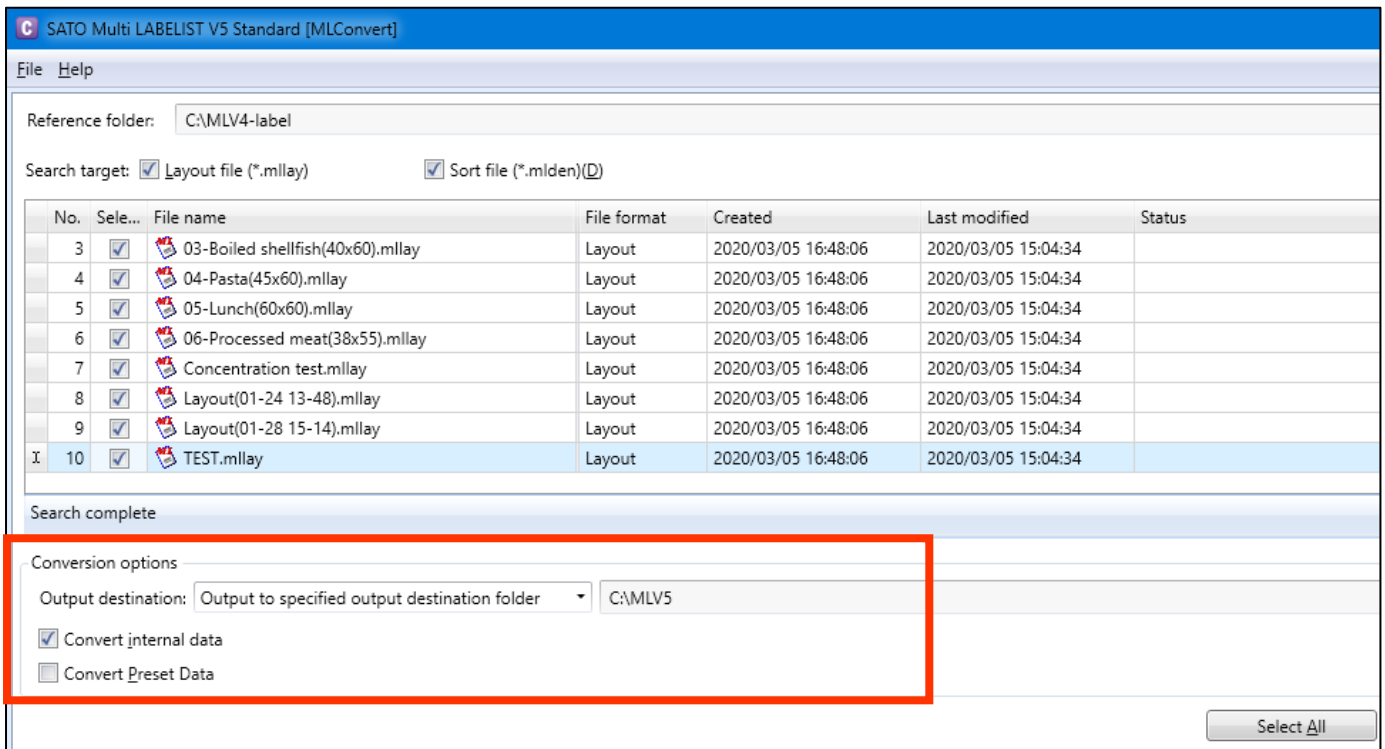 C SATO Multi LABELIST V5 Standard [MLConvert]
File Help
Reference folder: C:\MLV4-label
Search target: Layout file (*.mllay) Sort file (*.mlden)(D)
No. Sele... File name File format Created Last modified Status
3 03-Boiled shellfish(40x60).mllay Layout 2020/03/05 16:48:06 2020/03/05 15:04:34
4 04-Pasta(45x60).mllay Layout 2020/03/05 16:48:06 2020/03/05 15:04:34
5 05-Lunch(60x60).mllay Layout 2020/03/05 16:48:06 2020/03/05 15:04:34
6 06-Processed meat(38x55).mllay Layout 2020/03/05 16:48:06 2020/03/05 15:04:34
7 Concentration test.mllay Layout 2020/03/05 16:48:06 2020/03/05 15:04:34
8 Layout(01-24 13-48).mllay Layout 2020/03/05 16:48:06 2020/03/05 15:04:34
9 Layout(01-28 15-14).mllay Layout 2020/03/05 16:48:06 2020/03/05 15:04:34
10 TEST.mllay Layout 2020/03/05 16:48:06 2020/03/05 15:04:34
Search complete
Conversion options
Output destination: Output to specified output destination folder C:\MLV5
Convert internal data
Convert Preset Data
Select All